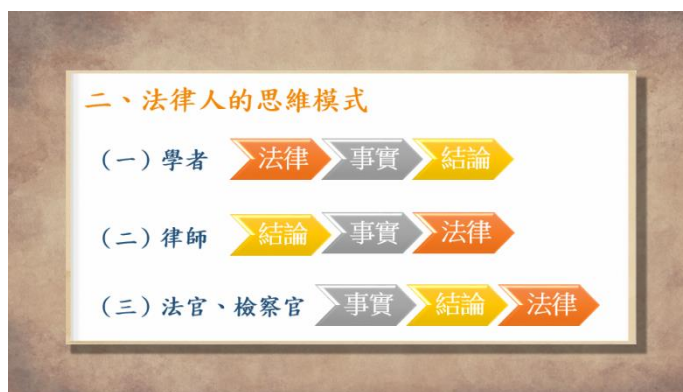 二、法律人的思維模式
（一）學者 法律 事實 結論
（二）律師 結論 事實 法律
（三）法官、檢察官 事實 結論 法律